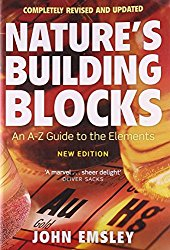 COMPLETELY REVISED AND UPDATED
NATURE'S
BUILDING
BLOCKS
An A-Z Guide to the Elements
NEW EDITION
'A marvel . . . sheer delight'
OLIVER SACKS
Au
Gold
H
JOHN EMSLEY